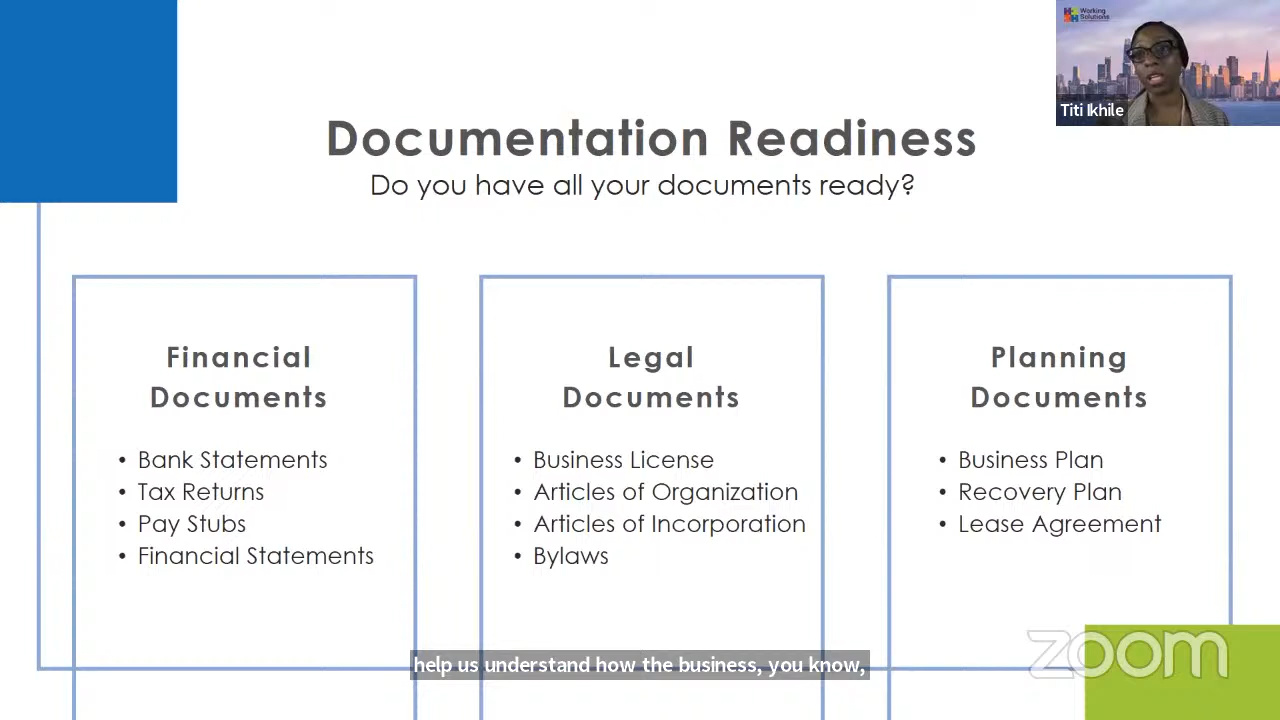 Working
Solutions
Titi Ikhile
Documentation Readiness
Do you have all your documents ready?
Financial
Documents
• Bank Statements
• Tax Returns
• Pay Stubs
• Financial Statements
Legal
Documents
• Business License
• Articles of Organization
• Articles of Incorporation
• Bylaws
Planning
Documents
• Business Plan
• Recovery Plan
• Lease Agreement
help us understand how the business, you know,
zoom